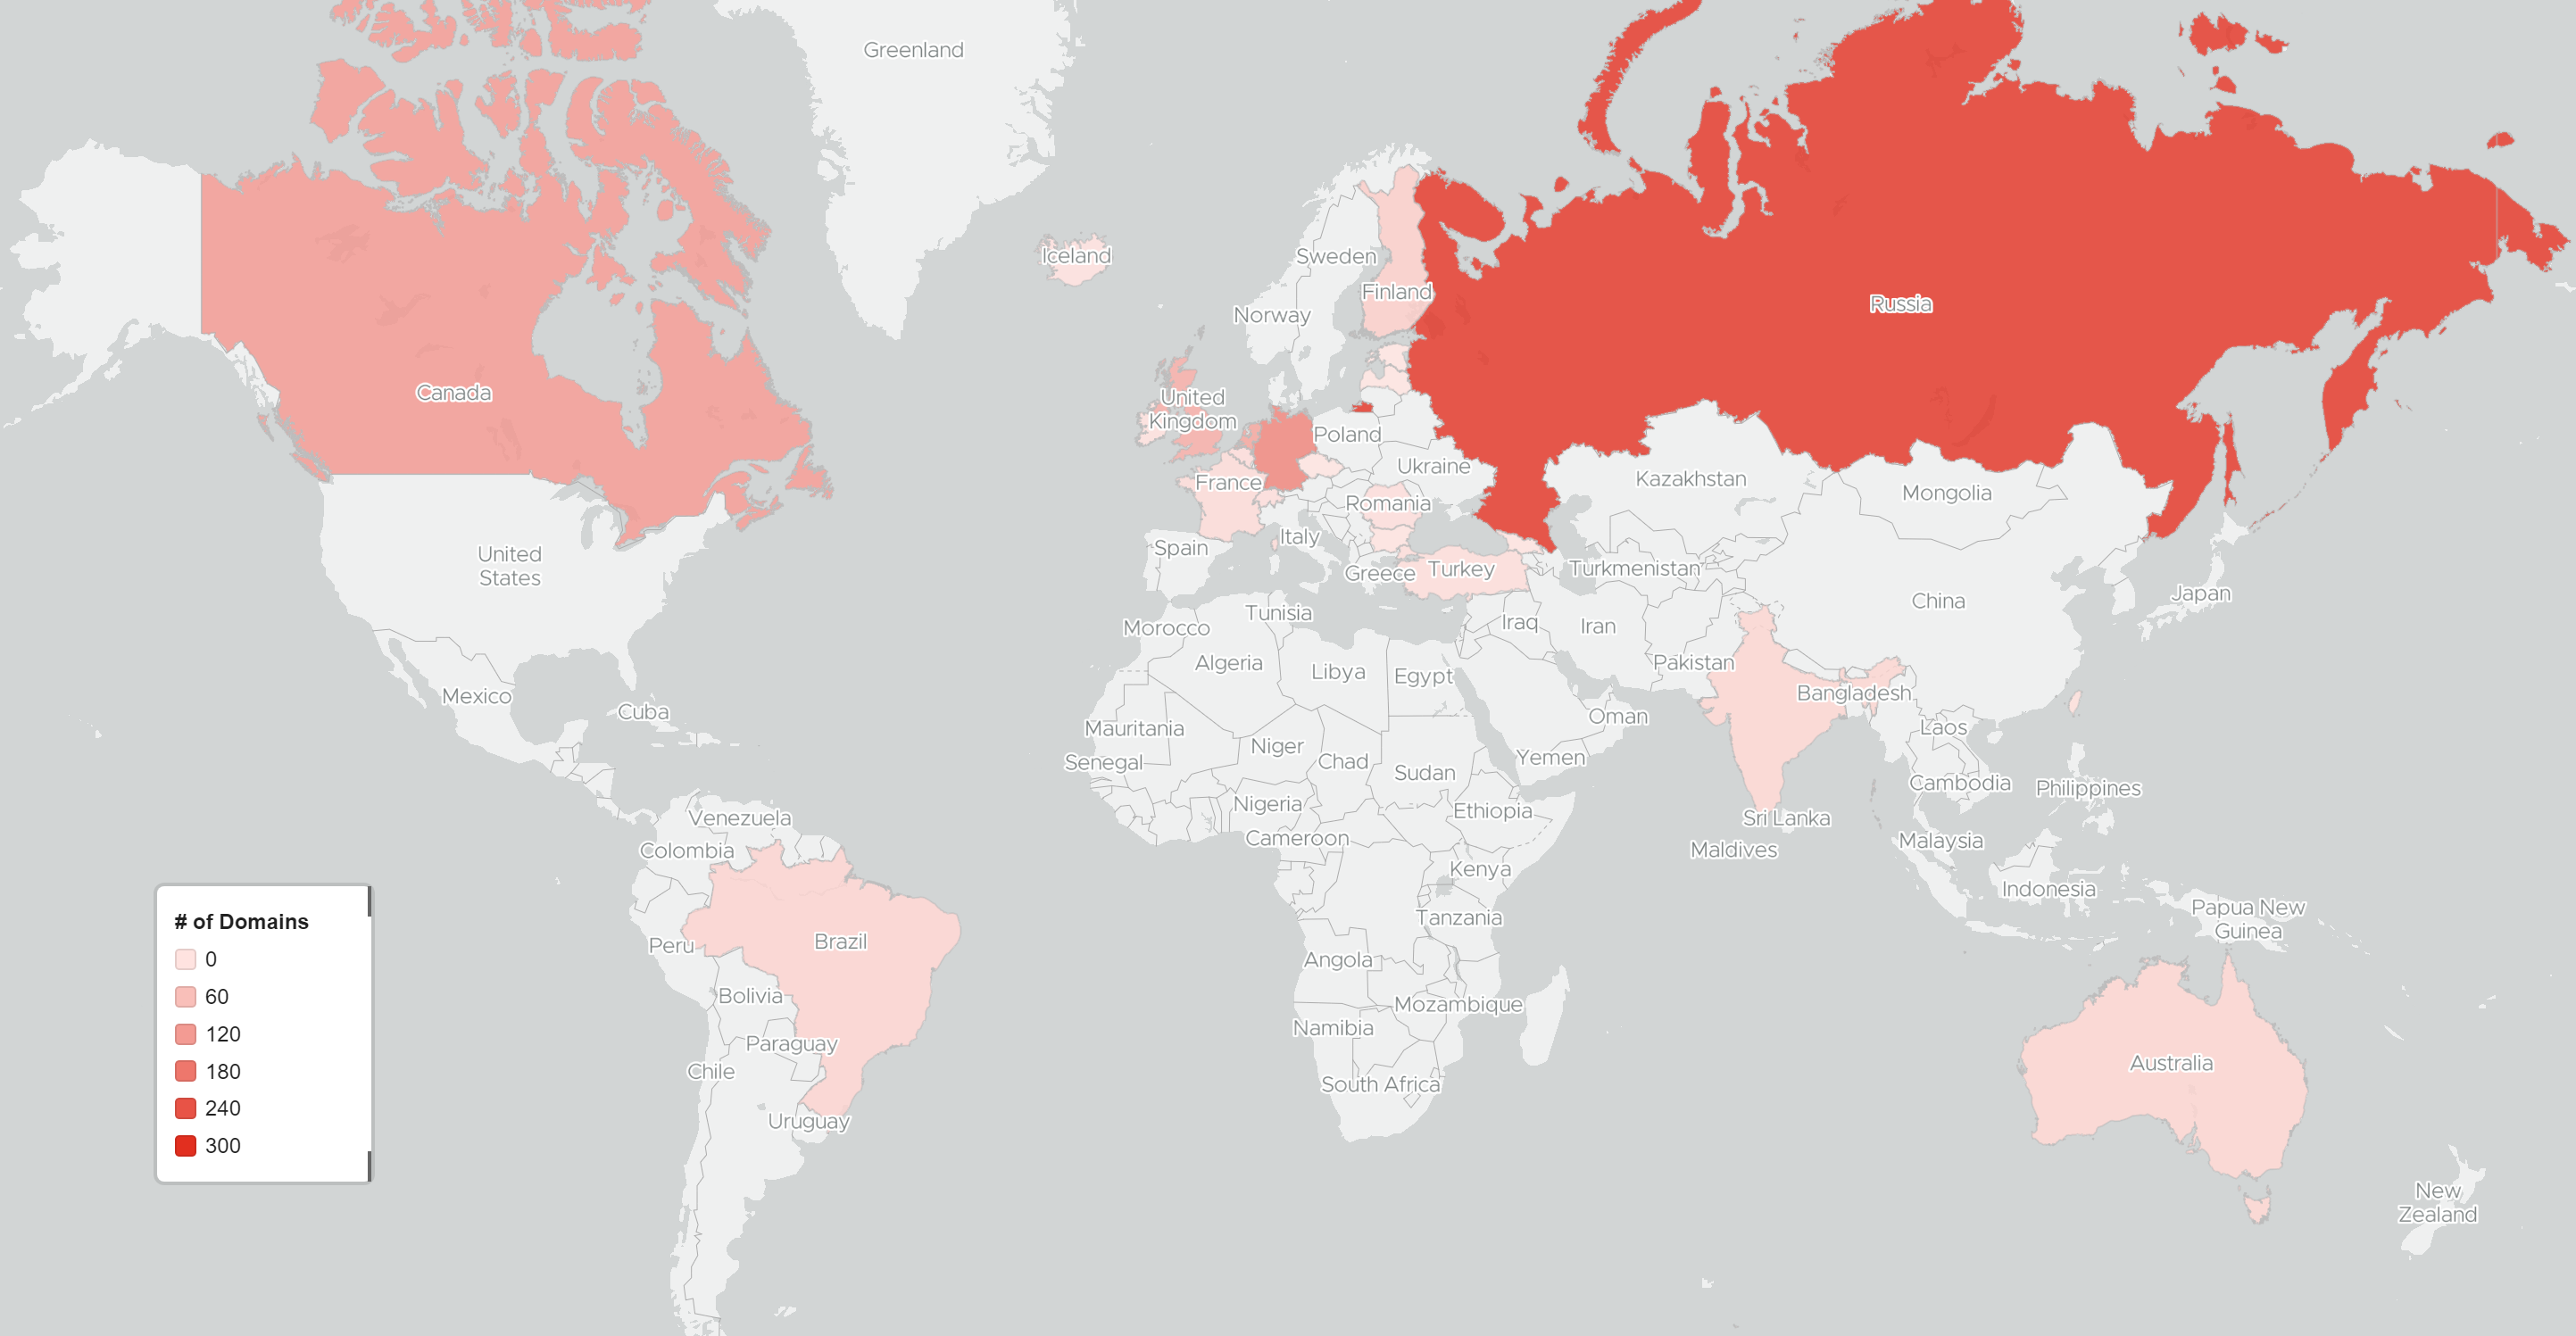 Greenland
Iceland
Sweden
Finland
Norway
Russia
Canada
United
Kingdom
Poland
Ukraine
France
Romania
Kazakhstan
Mongolia
Spain
Italy
United
States
Greece
Turkey
Turkmenistan
China
Japan
Tunisia
Morocco
Iraq
Iran
Algeria
Libya
Egypt
Pakistan
Mexico
Cuba
Bangladesh
Mauritania
Oman
Laos
Senegal
Niger
Chad
Sudan
Yemen
Cambodia
Philippines
Nigeria
Ethiopia
Venezuela
Sri Lanka
Cameroon
Malaysia
Colombia
Maldives
Kenya
Indonesia
Papua New
Guinea
Tanzania
Peru
Brazil
Angola
Bolivia
Mozambique
Namibia
Paraguay
Chile
South Africa
Australia
Uruguay
New
Zealand
# of Domains
0
60
120
180
240
300